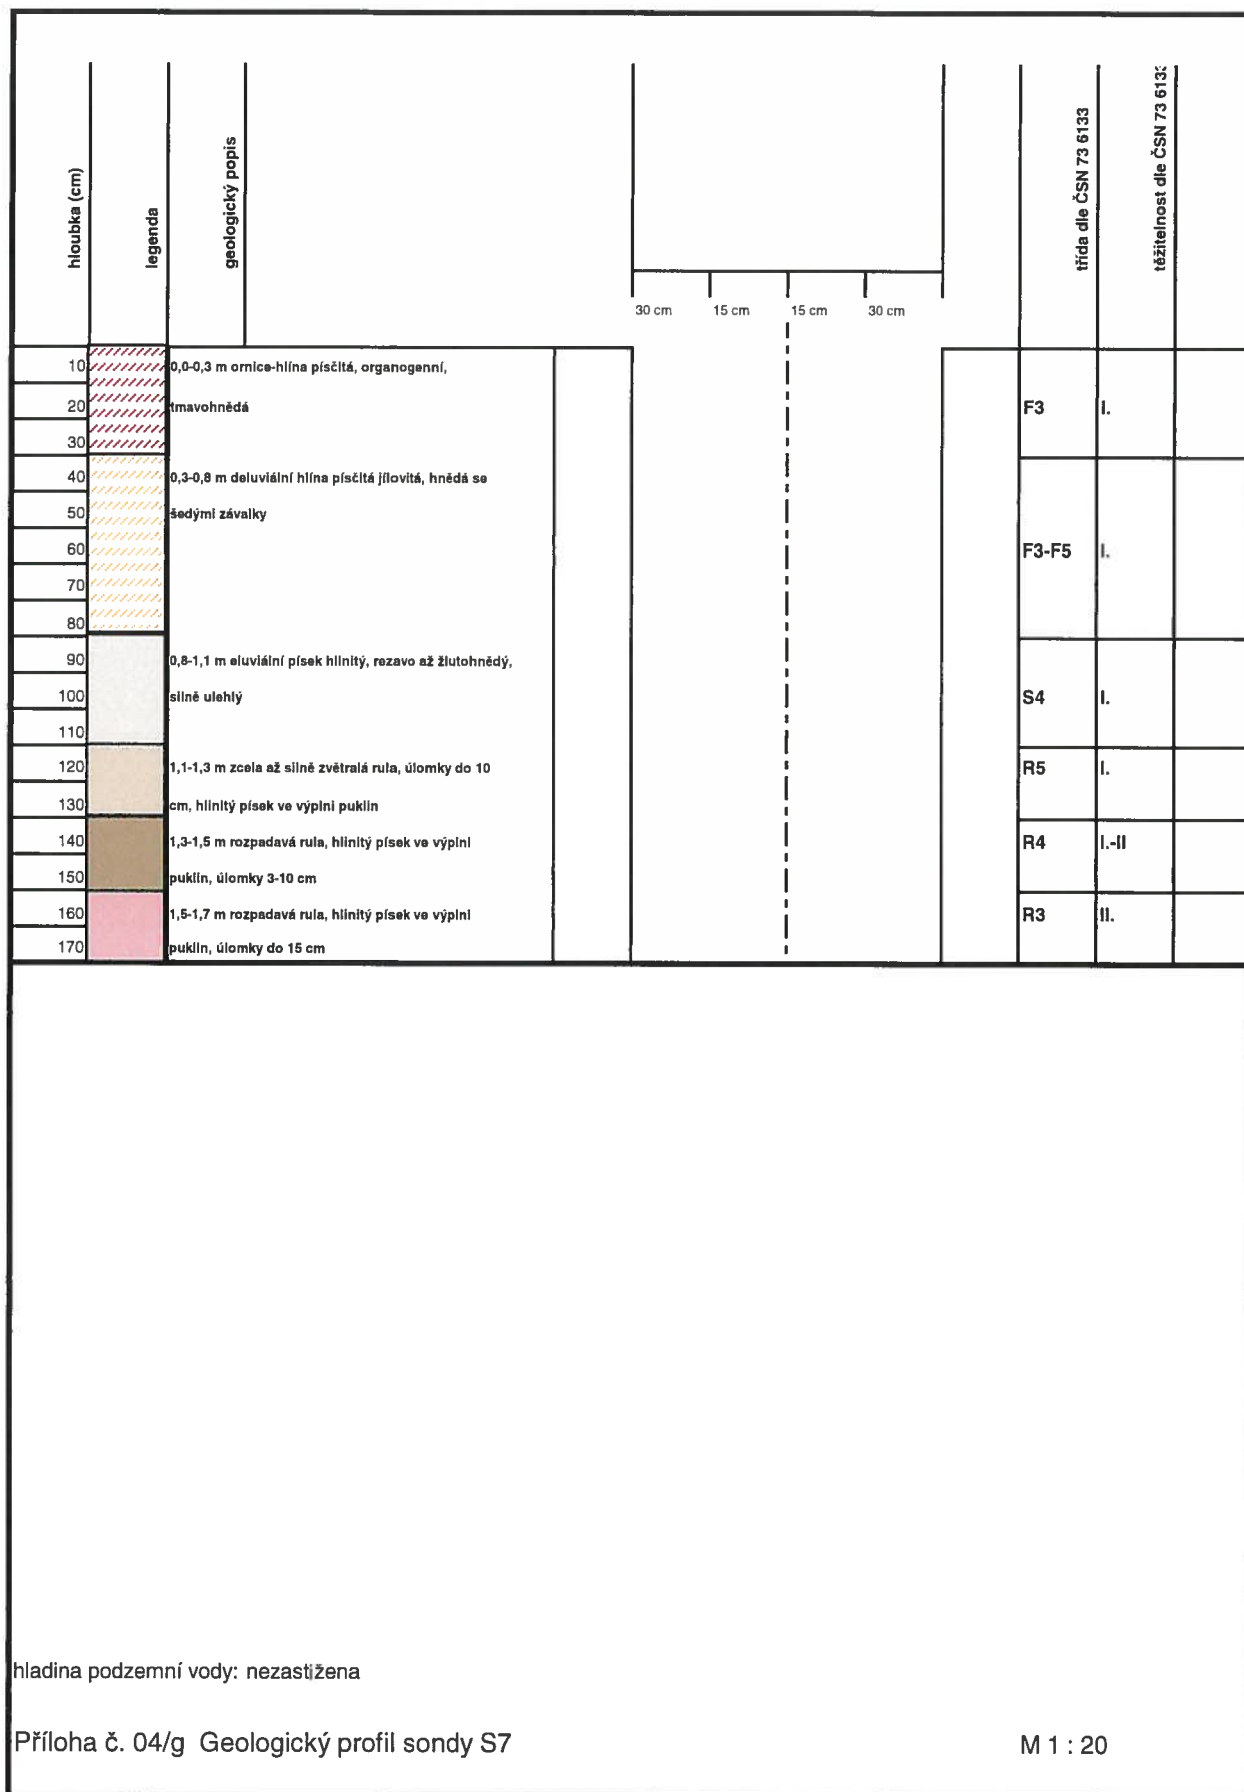 hloubka (cm)
legenda
geologický popis
třída dle ČSN 73 6133
těžitelnost dle ČSN 73 6133
30 cm 15 cm 15 cm 30 cm
10 0,0-0,3 m ornice-hlína písčitá, organogenní,
20 tmavohnědá F3 I.
30
40 0,3-0,8 m deluviální hlína písčitá jílovitá, hnědá se
50 šedými závalky
60 F3-F5 I.
70
80
90 0,8-1,1 m eluviální písek hlinitý, rezavo až žlutohnědý,
100 silně ulehlý S4 I.
110
120 1,1-1,3 m zcela až silně zvětralá rula, úlomky do 10 R5 I.
130 cm, hlinitý písek ve výplni puklin
140 1,3-1,5 m rozpadavá rula, hlinitý písek ve výplni R4 I.-II
150 puklin, úlomky 3-10 cm
160 1,5-1,7 m rozpadavá rula, hlinitý písek ve výplni R3 II.
170 puklin, úlomky do 15 cm
hladina podzemní vody: nezastižena
Příloha č. 04/g Geologický profil sondy S7 M 1 : 20